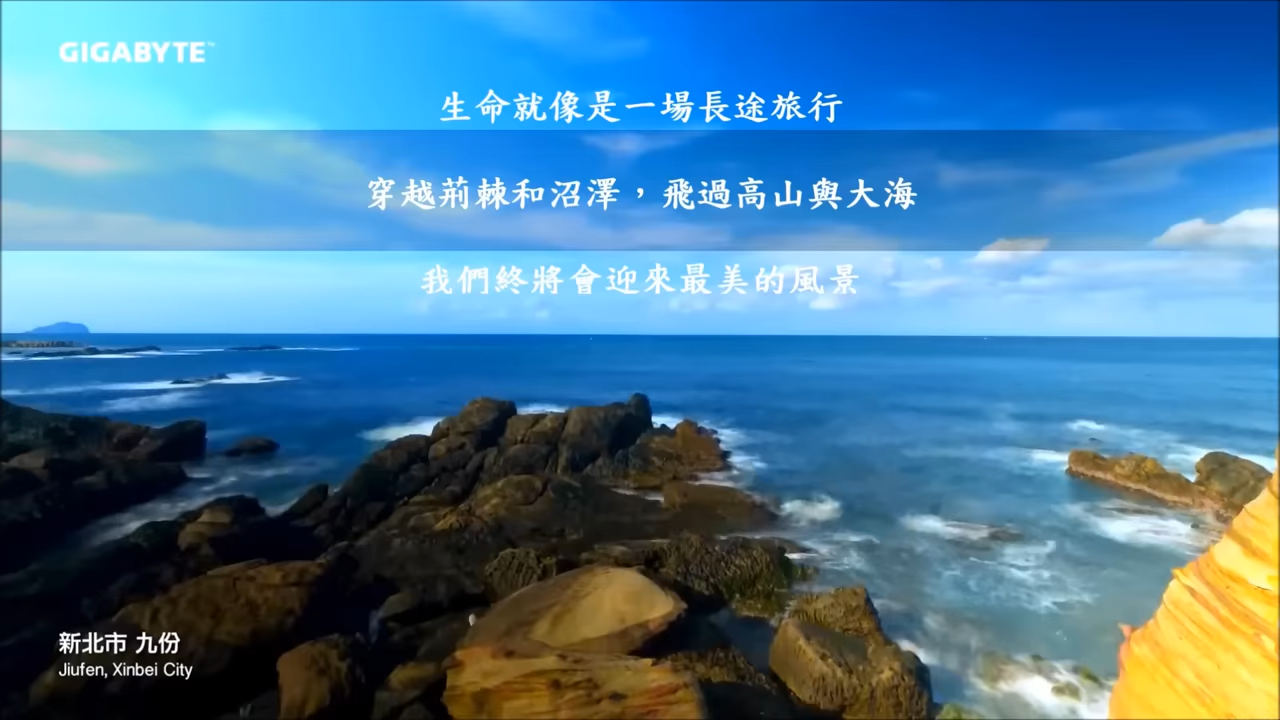 GIGABYTE™
生命就像是一場長途旅行
穿越荊棘和沼澤，飛過高山與大海
我們終將會迎來最美的風景
新北市 九份
Jiufen, Xinbei City